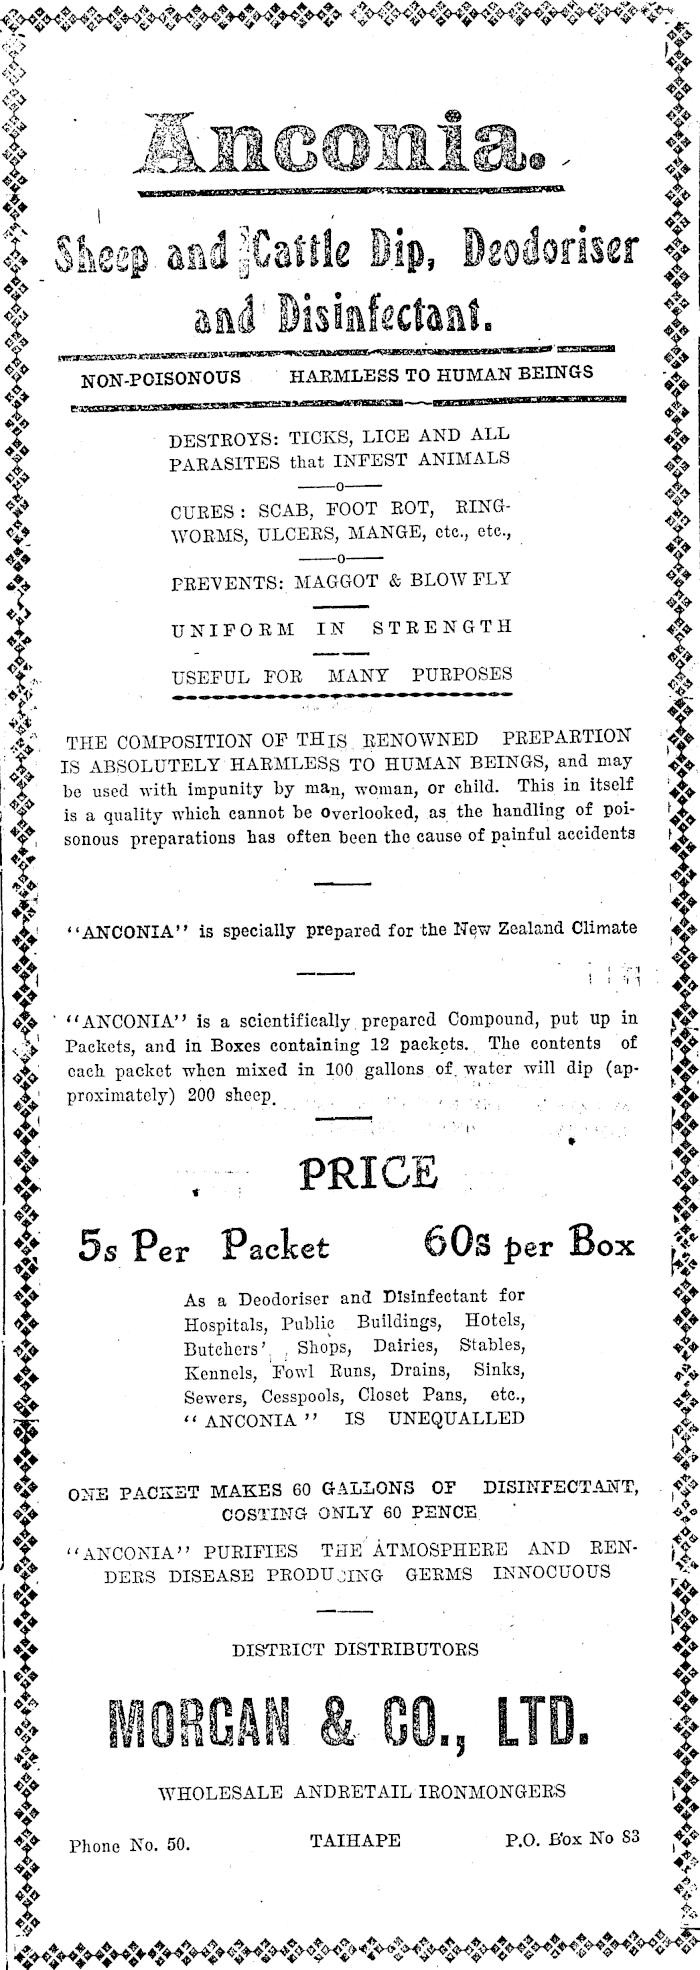 Anconia.
Sheep and Cattle Dip, Deodoriser
and Disinfectant.
NON-POISONOUS HARMLESS TO HUMAN BEINGS
DESTROYS: TICKS, LICE AND ALL
PARASITES that INFEST ANIMALS
——o——
CURES: SCAB, FOOT ROT, RING-
WORMS, ULCERS, MANGE, etc., etc.,
——o——
PREVENTS: MAGGOT & BLOW FLY
UNIFORM IN STRENGTH
USEFUL FOR MANY PURPOSES
THE COMPOSITION OF THIS RENOWNED PREPARTION
IS ABSOLUTELY HARMLESS TO HUMAN BEINGS, and may
be used with impunity by man, woman, or child. This in itself
is a quality which cannot be overlooked, as the handling of poi-
sonous preparations has often been the cause of painful accidents
"ANCONIA" is specially prepared for the New Zealand Climate
"ANCONIA" is a scientifically prepared Compound, put up in
Packets, and in Boxes containing 12 packets. The contents of
each packet when mixed in 100 gallons of water will dip (ap-
proximately) 200 sheep.
PRICE
5s Per Packet 60s per Box
As a Deodoriser and Disinfectant for
Hospitals, Public Buildings, Hotels,
Butchers' Shops, Dairies, Stables,
Kennels, Fowl Runs, Drains, Sinks,
Sewers, Cesspools, Closet Pans, etc.,
"ANCONIA" IS UNEQUALLED
ONE PACKET MAKES 60 GALLONS OF DISINFECTANT,
COSTING ONLY 60 PENCE
"ANCONIA" PURIFIES THE ATMOSPHERE AND REN-
DERS DISEASE PRODUCING GERMS INNOCUOUS
DISTRICT DISTRIBUTORS
MORGAN & CO., LTD.
WHOLESALE ANDRETAIL IRONMONGERS
Phone No. 50. TAIHAPE P.O. Box No 83